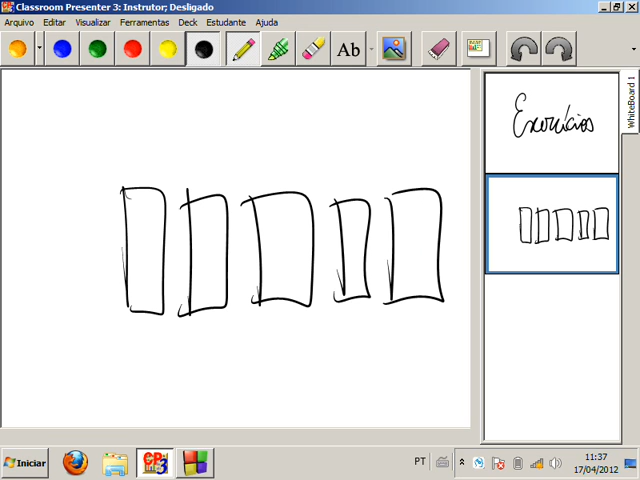 Classroom Presenter 3: Instrutor; Desligado
Arquivo Editar Visualizar Ferramentas Deck Estudante Ajuda
Ab
WhiteBoard 1
Exercícios
Iniciar
CP3
PT
11:37
17/04/2012